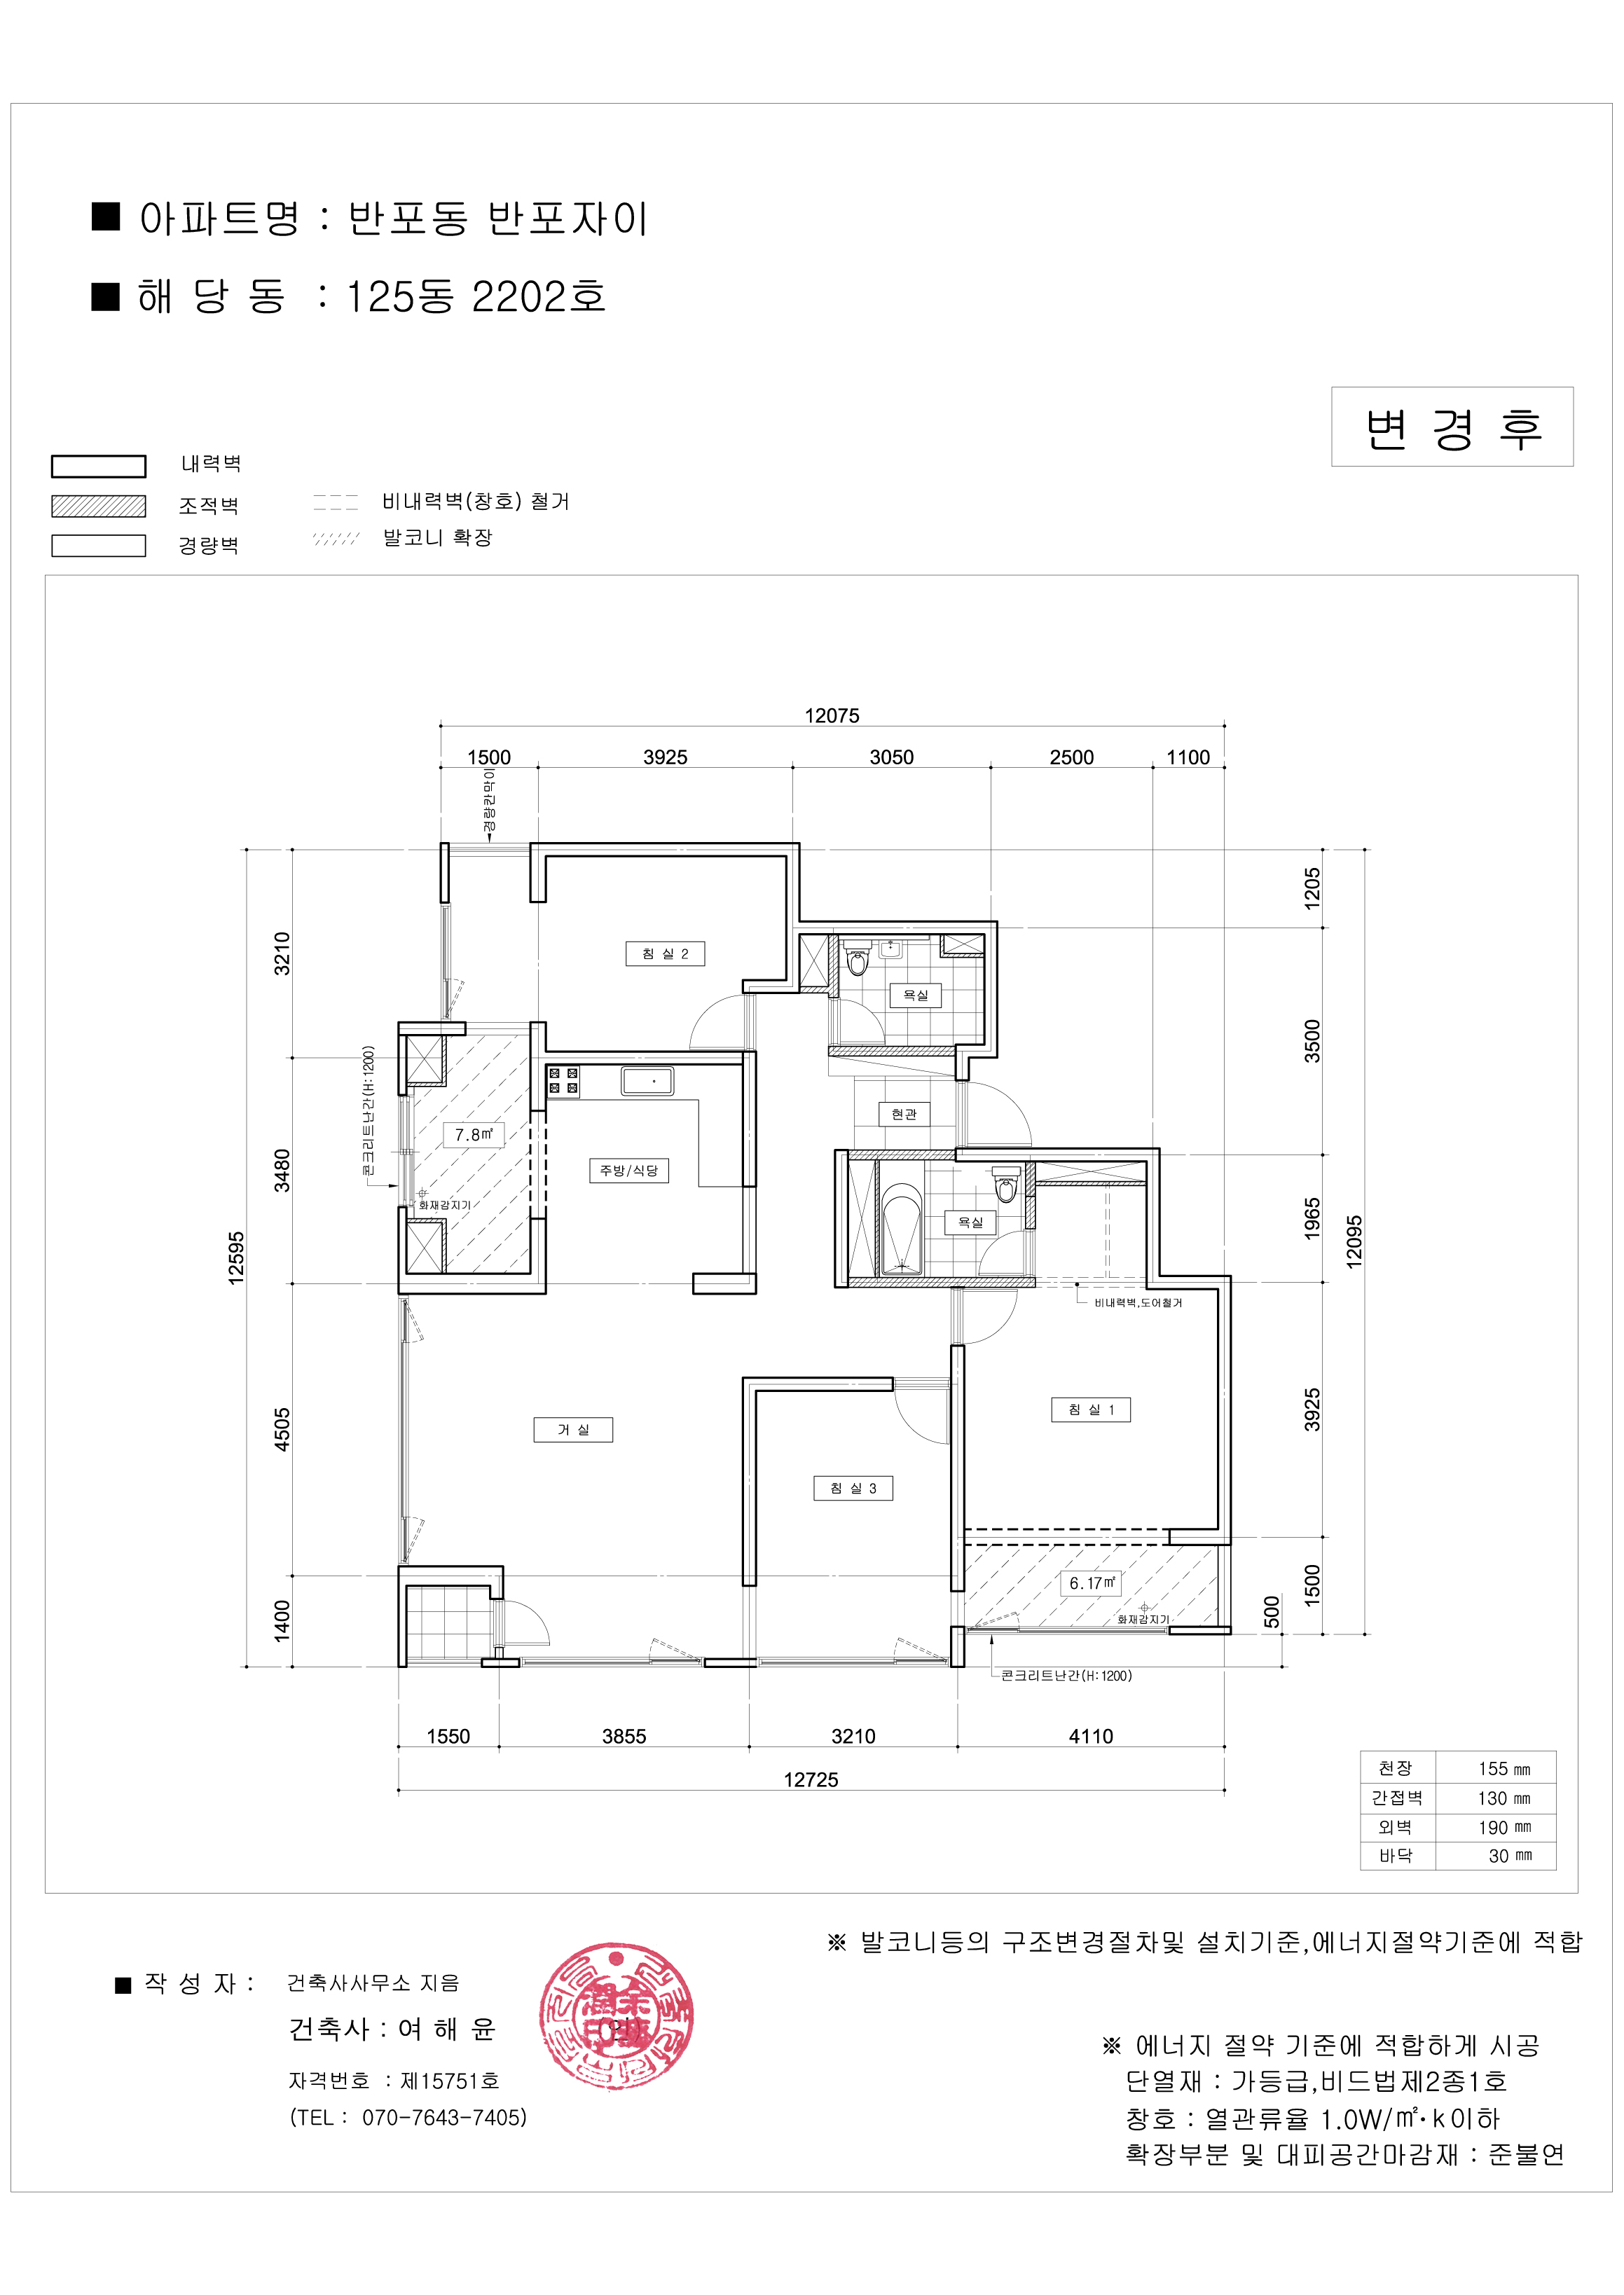 ■ 아파트명 : 반포동 반포자이
■ 해 당 동 : 125동 2202호
변 경 후
내력벽
조적벽
경량벽
비내력벽(창호) 철거
발코니 확장
12075
1500 3925 3050 2500 1100
경량칸막이
12595
3210
3480
4505
1400
콘크리트난간(H:1200)
침 실 2
욕실
현관
7.8㎡
화재감지기
주방/식당
욕실
비내력벽,도어철거
침 실 1
거 실
침 실 3
6.17㎡
화재감지기
콘크리트난간(H:1200)
1205
3500
1965
3925
1500
500
12095
1550 3855 3210 4110
12725
천장 155 ㎜
간접벽 130 ㎜
외벽 190 ㎜
바닥 30 ㎜
※ 발코니등의 구조변경절차및 설치기준,에너지절약기준에 적합
■ 작 성 자 : 건축사사무소 지음
건축사 : 여 해 윤
자격번호 : 제15751호
(TEL : 070-7643-7405)
※ 에너지 절약 기준에 적합하게 시공
단열재 : 가등급,비드법제2종1호
창호 : 열관류율 1.0W/㎡·k이하
확장부분 및 대피공간마감재 : 준불연